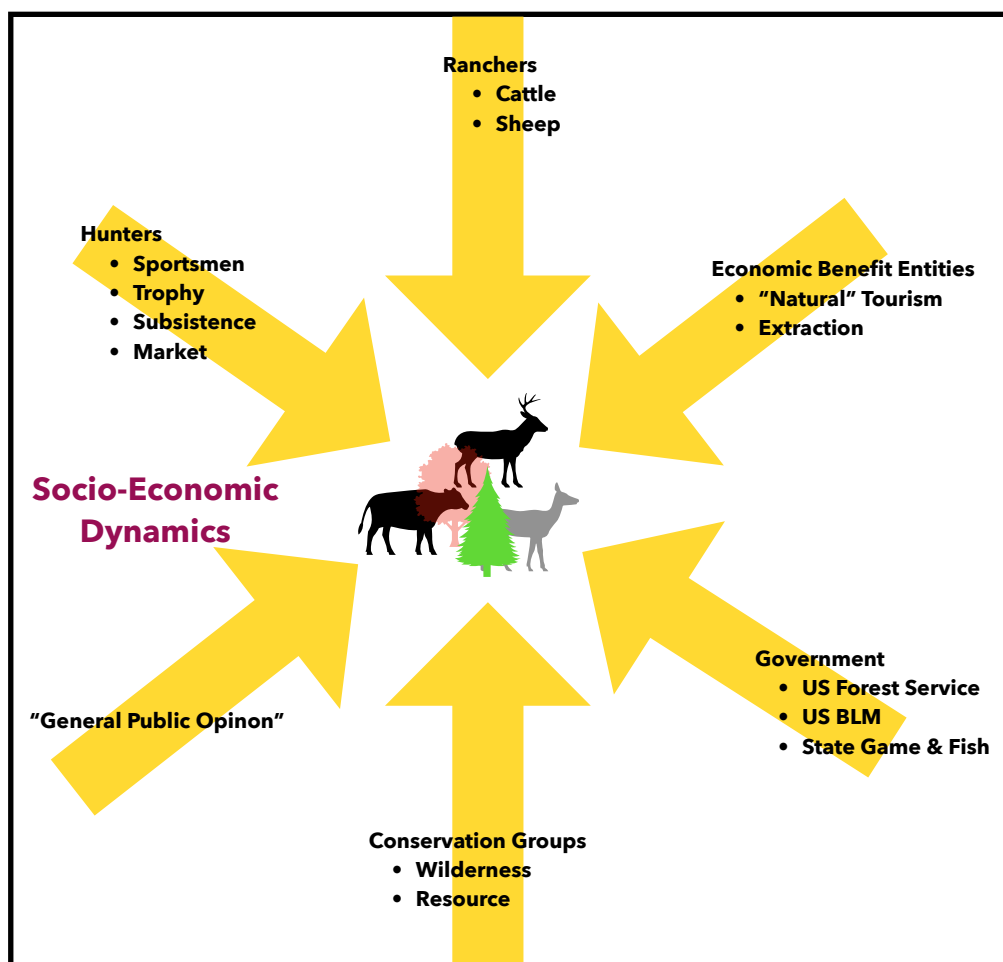 Ranchers
• Cattle
• Sheep
Hunters
• Sportsmen
• Trophy
• Subsistence
• Market
Economic Benefit Entities
• “Natural” Tourism
• Extraction
Socio-Economic
Dynamics
“General Public Opinon”
Government
• US Forest Service
• US BLM
• State Game & Fish
Conservation Groups
• Wilderness
• Resource